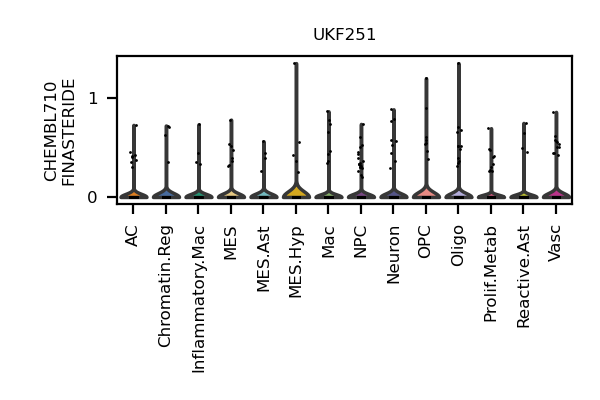 UKF251
CHEMBL710
FINASTERIDE
1
0
AC
Chromatin.Reg
Inflammatory.Mac
MES
MES.Ast
MES.Hyp
Mac
NPC
Neuron
OPC
Oligo
Prolif.Metab
Reactive.Ast
Vasc